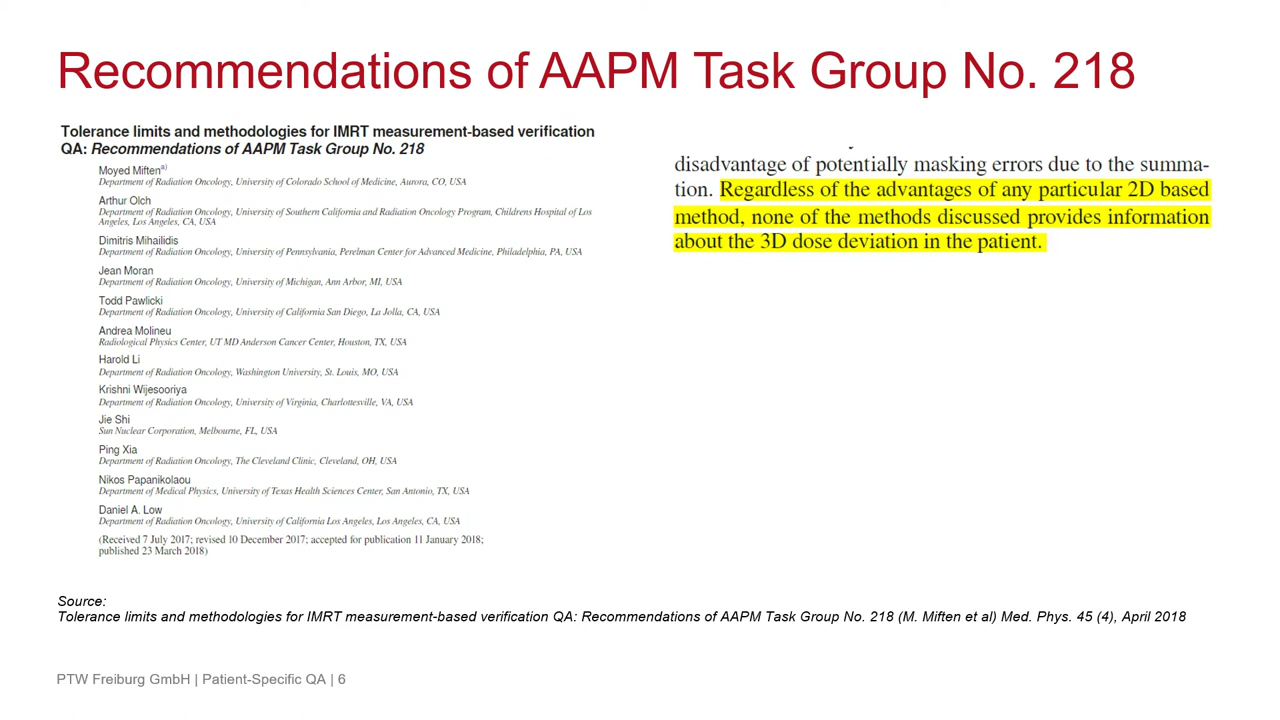 Recommendations of AAPM Task Group No. 218
Tolerance limits and methodologies for IMRT measurement-based verification
QA: Recommendations of AAPM Task Group No. 218
Moyed Miften a)
Department of Radiation Oncology, University of Colorado School of Medicine, Aurora, CO, USA
Arthur Olch
Department of Radiation Oncology, University of Southern California and Radiation Oncology Program, Childrens Hospital of Los
Angeles, Los Angeles, CA, USA
Dimitris Mihailidis
Department of Radiation Oncology, University of Pennsylvania, Perelman Center for Advanced Medicine, Philadelphia, PA, USA
Jean Moran
Department of Radiation Oncology, University of Michigan, Ann Arbor, MI, USA
Todd Pawlicki
Department of Radiation Oncology, University of California San Diego, La Jolla, CA, USA
Andrea Molineu
Radiological Physics Center, UT MD Anderson Cancer Center, Houston, TX, USA
Harold Li
Department of Radiation Oncology, Washington University, St. Louis, MO, USA
Krishni Wijesooriya
Department of Radiation Oncology, University of Virginia, Charlottesville, VA, USA
Jie Shi
Sun Nuclear Corporation, Melbourne, FL, USA
Ping Xia
Department of Radiation Oncology, The Cleveland Clinic, Cleveland, OH, USA
Nikos Papanikolaou
Department of Medical Physics, University of Texas Health Sciences Center, San Antonio, TX, USA
Daniel A. Low
Department of Radiation Oncology, University of California Los Angeles, Los Angeles, CA, USA
(Received 7 July 2017; revised 10 December 2017; accepted for publication 11 January 2018;
published 23 March 2018)
disadvantage of potentially masking errors due to the summa-
tion. Regardless of the advantages of any particular 2D based
method, none of the methods discussed provides information
about the 3D dose deviation in the patient.
Source:
Tolerance limits and methodologies for IMRT measurement-based verification QA: Recommendations of AAPM Task Group No. 218 (M. Miften et al) Med. Phys. 45 (4), April 2018
PTW Freiburg GmbH | Patient-Specific QA | 6